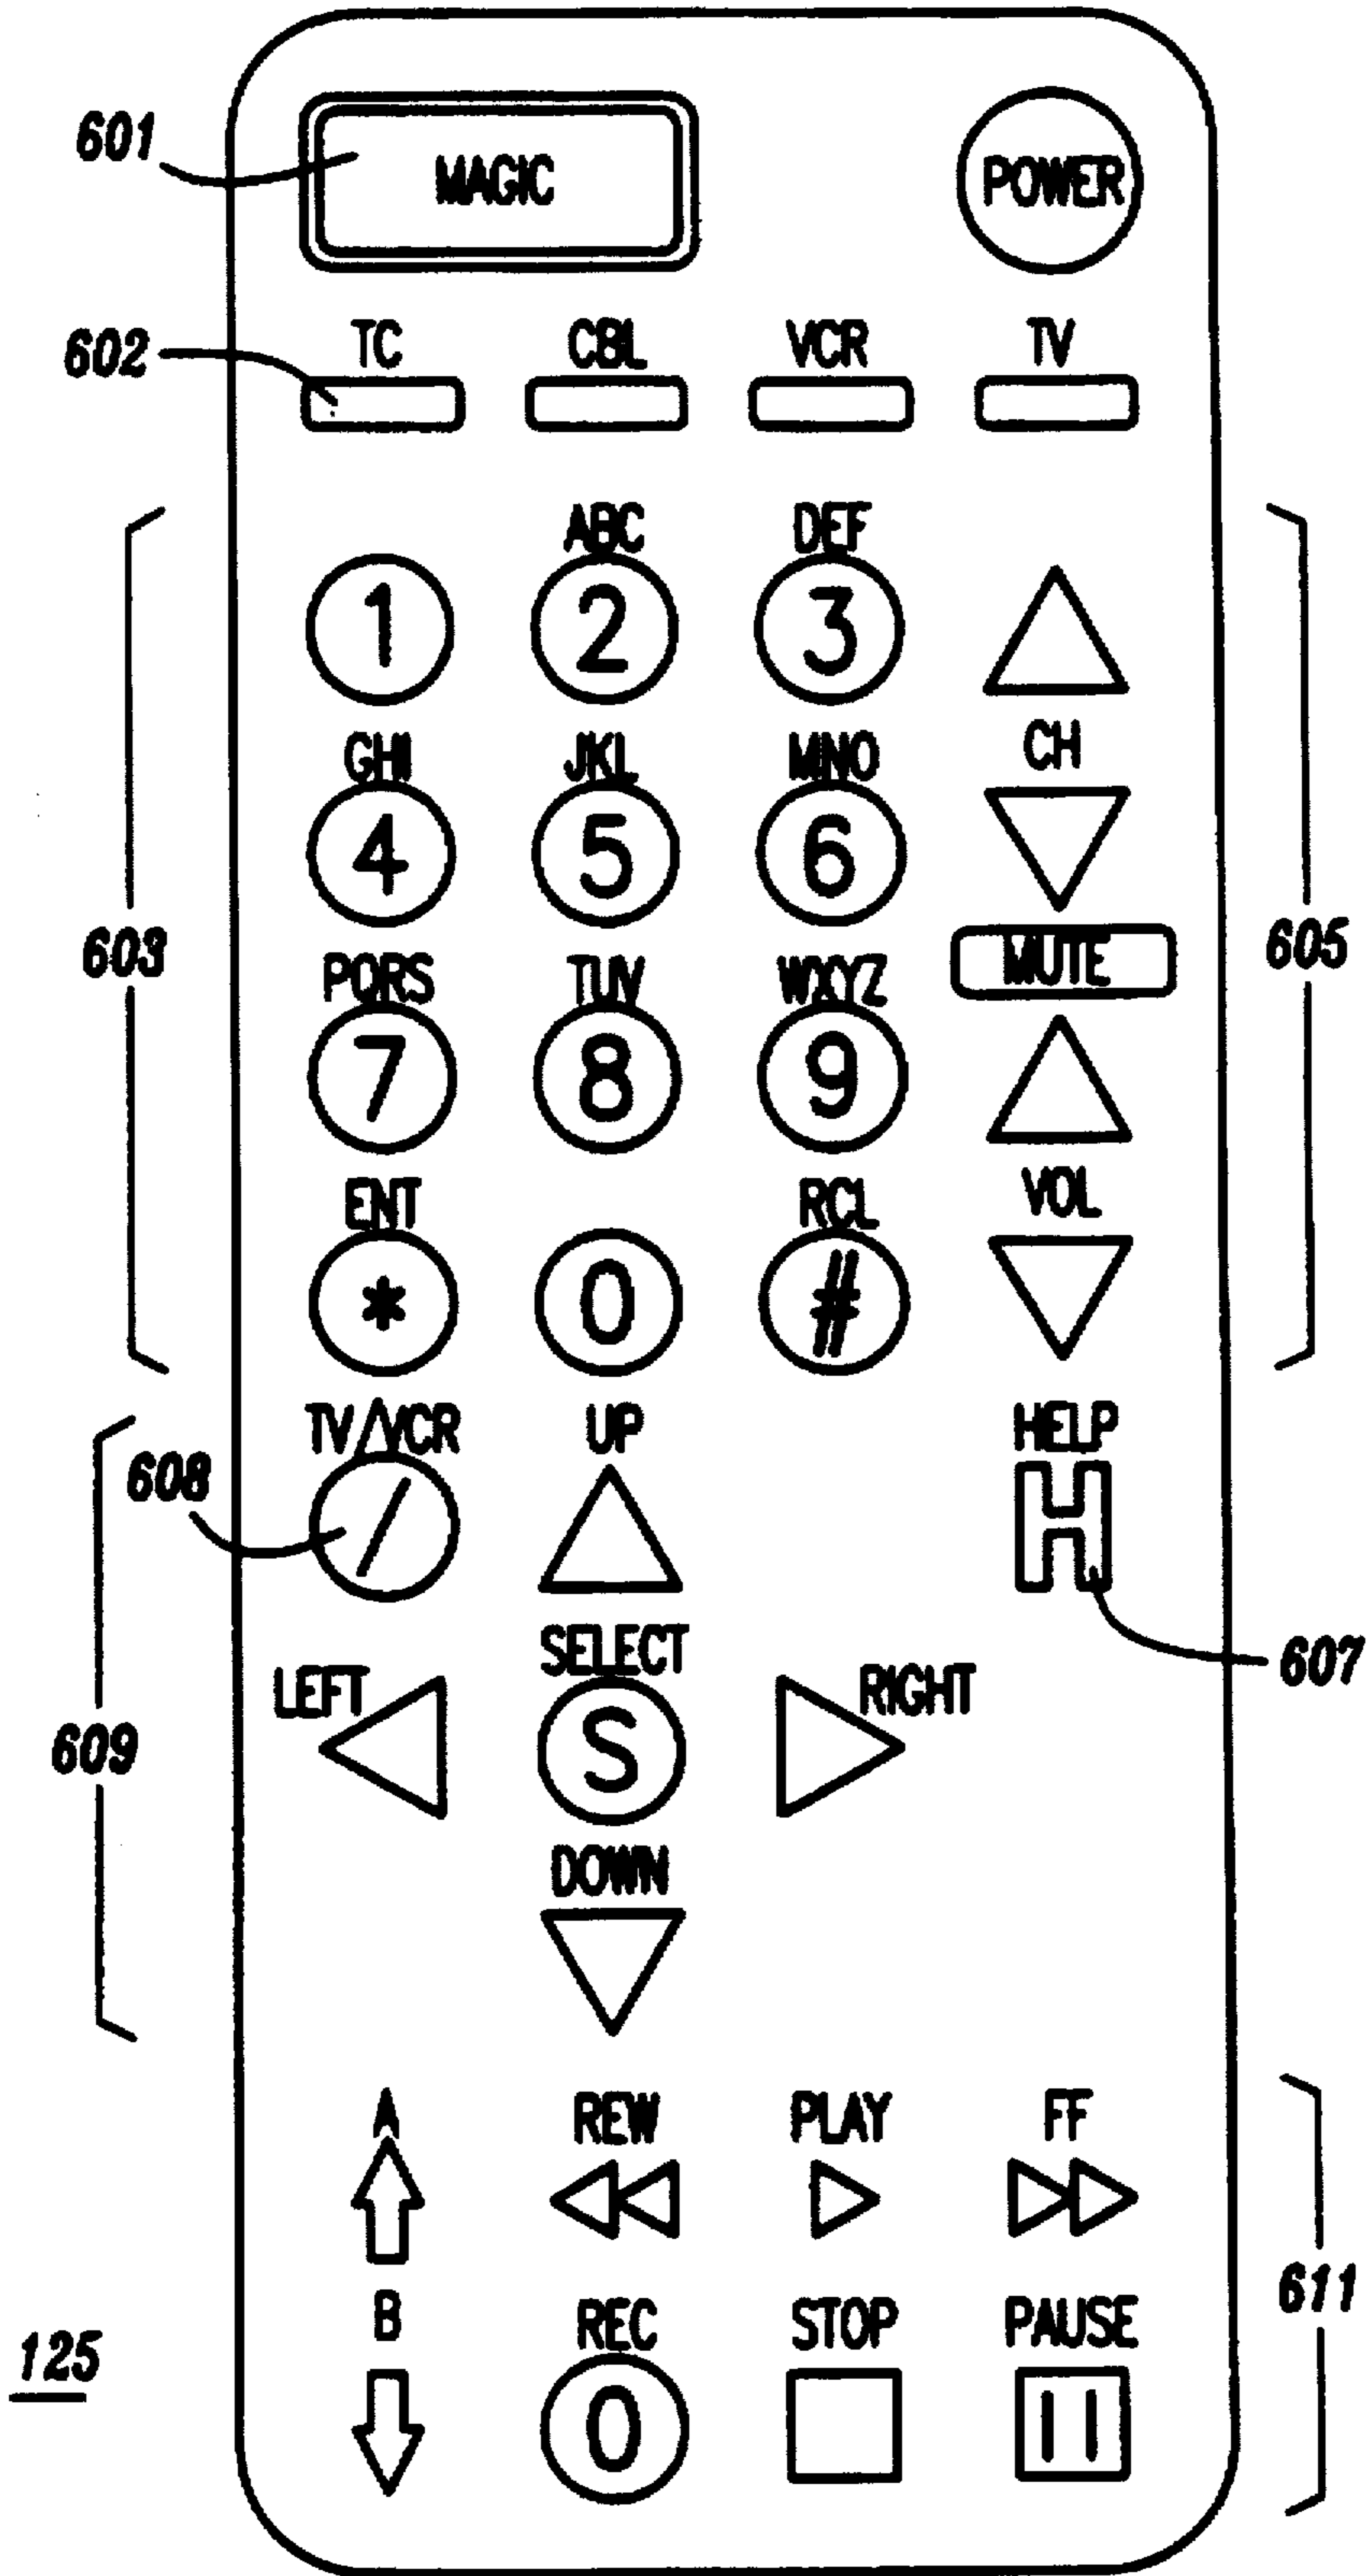 601
MAGIC
POWER
602
TC CBL VCR TV
ABC DEF
1 2 3
GHI JKL MNO CH
4 5 6
603
605
PQRS TUV WXYZ MUTE
7 8 9
ENT RCL VOL
* 0 #
TV/VCR UP HELP
608
/ H
607
LEFT SELECT RIGHT
S
609
DOWN
A REW PLAY FF
611
B REC STOP PAUSE
125
0